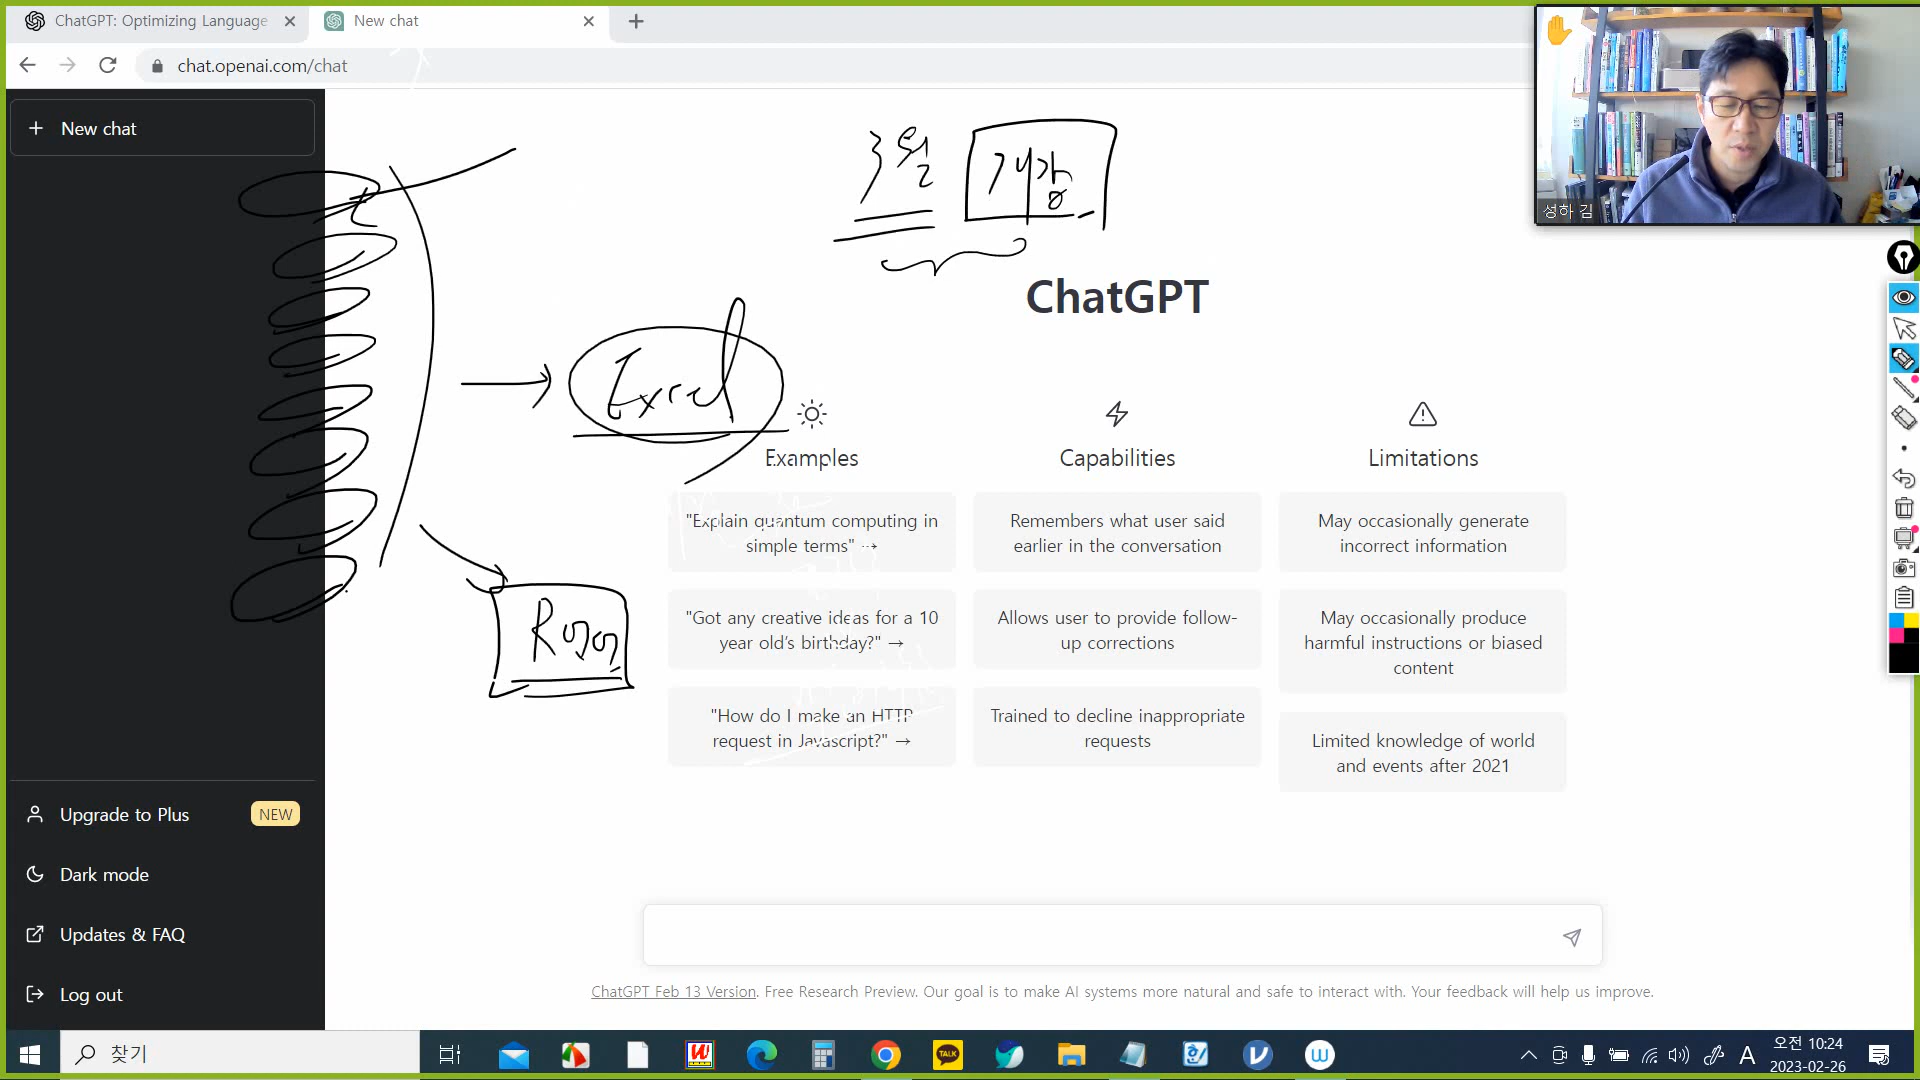 ChatGPT: Optimizing Language
New chat
chat.openai.com/chat
New chat
성하 김
3월 개강
ChatGPT
Excel
Examples
"Explain quantum computing in
simple terms" →
"Got any creative ideas for a 10
year old's birthday?" →
"How do I make an HTTP
request in Javascript?" →
Capabilities
Remembers what user said
earlier in the conversation
Allows user to provide follow-
up corrections
Trained to decline inappropriate
requests
Limitations
May occasionally generate
incorrect information
May occasionally produce
harmful instructions or biased
content
Limited knowledge of world
and events after 2021
Upgrade to Plus NEW
Dark mode
Updates & FAQ
Log out
ChatGPT Feb 13 Version. Free Research Preview. Our goal is to make AI systems more natural and safe to interact with. Your feedback will help us improve.
찾기
TALK
A
오전 10:24
2023-02-26